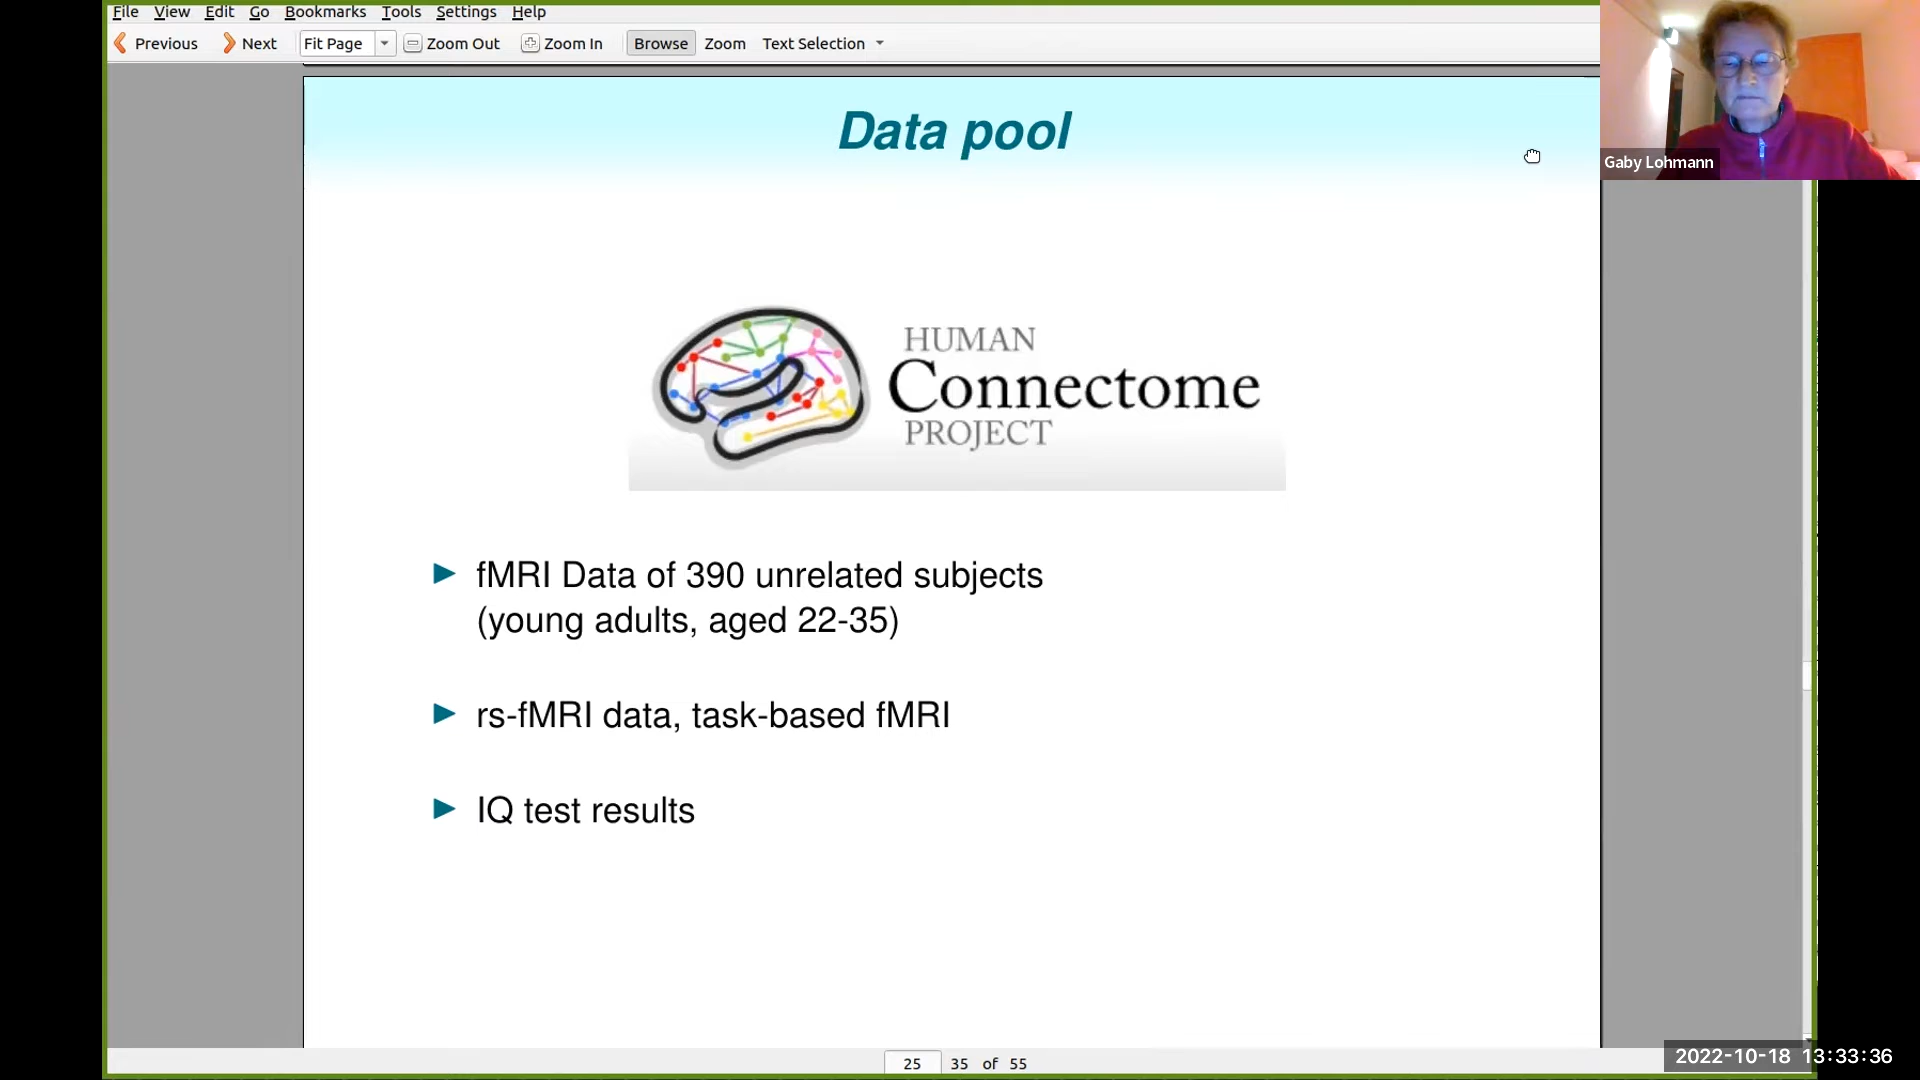 File View Edit Go Bookmarks Tools Settings Help
Previous Next Fit Page Zoom Out Zoom In Browse Zoom Text Selection
Gaby Lohmann
Data pool
HUMAN
Connectome
PROJECT
fMRI Data of 390 unrelated subjects
(young adults, aged 22-35)
rs-fMRI data, task-based fMRI
IQ test results
25 35 of 55
2022-10-18 13:33:36